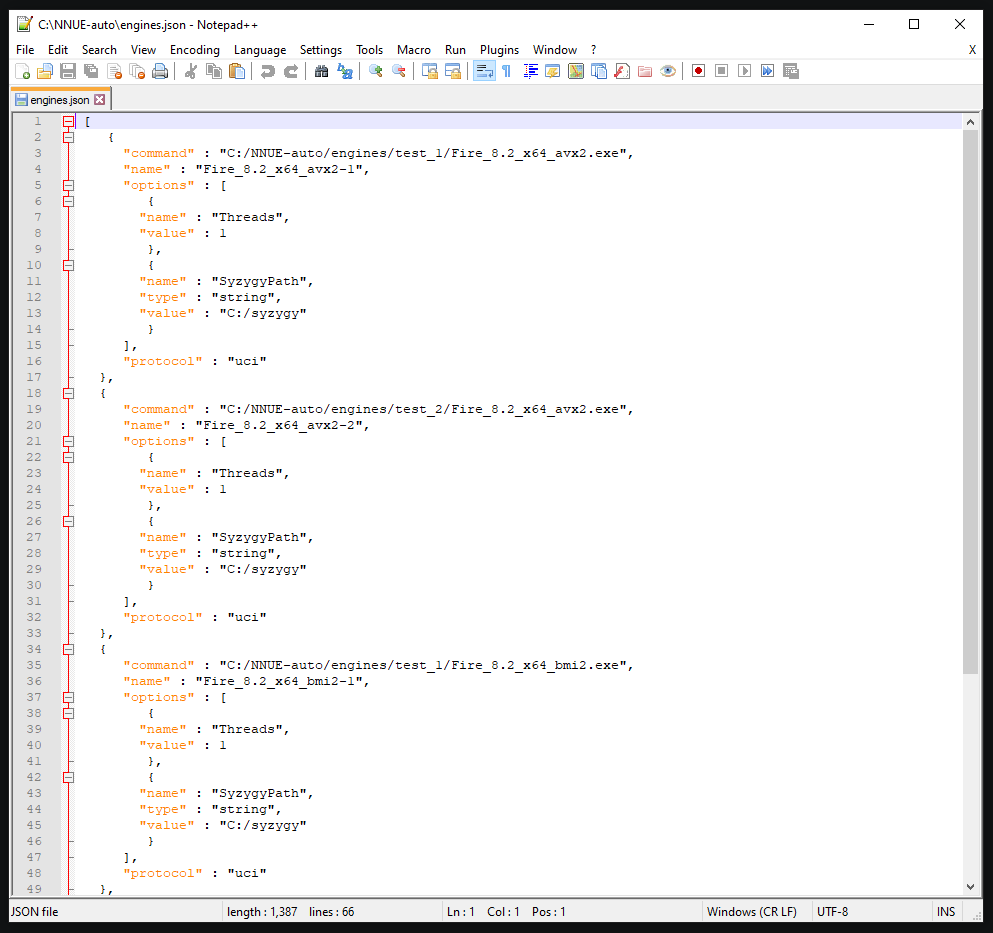 C:\NNUE-auto\engines.json - Notepad++
File Edit Search View Encoding Language Settings Tools Macro Run Plugins Window ? X
engines.json
1 [
2 {
3 "command" : "C:/NNUE-auto/engines/test_1/Fire_8.2_x64_avx2.exe",
4 "name" : "Fire_8.2_x64_avx2-1",
5 "options" : [
6 {
7 "name" : "Threads",
8 "value" : 1
9 },
10 {
11 "name" : "SyzygyPath",
12 "type" : "string",
13 "value" : "C:/syzygy"
14 }
15 ],
16 "protocol" : "uci"
17 },
18 {
19 "command" : "C:/NNUE-auto/engines/test_2/Fire_8.2_x64_avx2.exe",
20 "name" : "Fire_8.2_x64_avx2-2",
21 "options" : [
22 {
23 "name" : "Threads",
24 "value" : 1
25 },
26 {
27 "name" : "SyzygyPath",
28 "type" : "string",
29 "value" : "C:/syzygy"
30 }
31 ],
32 "protocol" : "uci"
33 },
34 {
35 "command" : "C:/NNUE-auto/engines/test_1/Fire_8.2_x64_bmi2.exe",
36 "name" : "Fire_8.2_x64_bmi2-1",
37 "options" : [
38 {
39 "name" : "Threads",
40 "value" : 1
41 },
42 {
43 "name" : "SyzygyPath",
44 "type" : "string",
45 "value" : "C:/syzygy"
46 }
47 ],
48 "protocol" : "uci"
49 },
JSON file length : 1,387 lines : 66 Ln : 1 Col : 1 Pos : 1 Windows (CR LF) UTF-8 INS